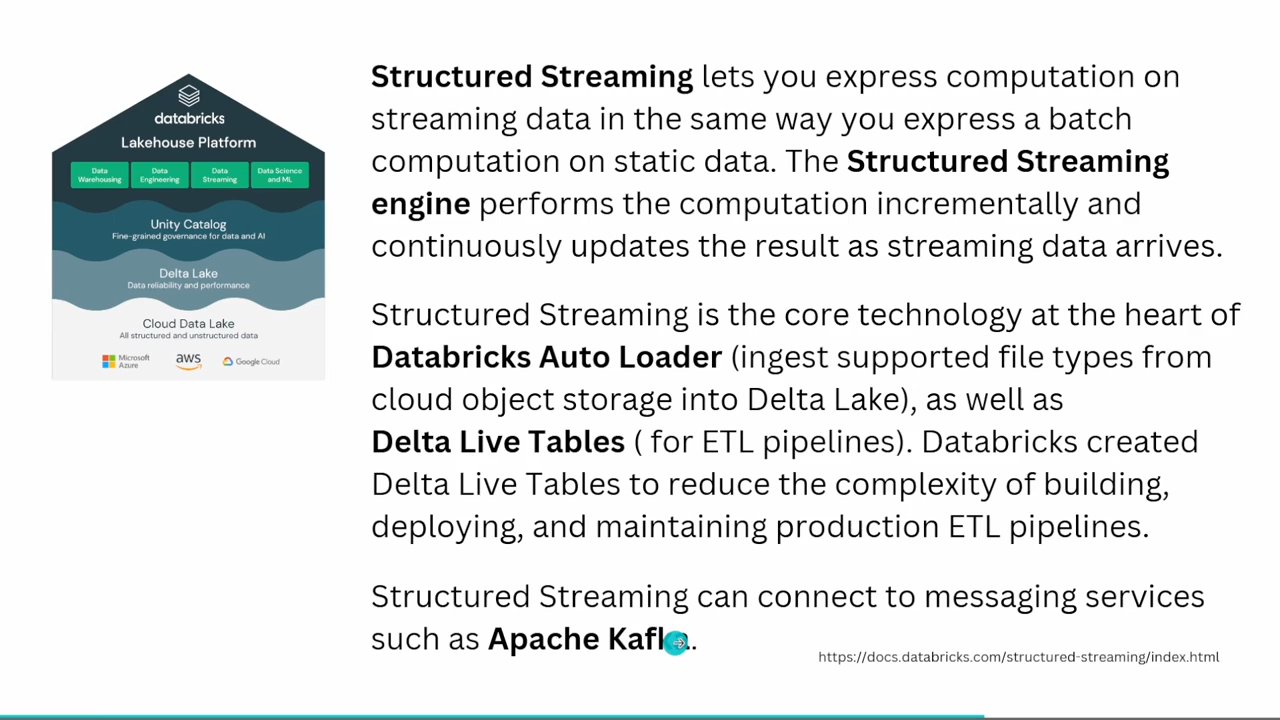 databricks
Lakehouse Platform
Data Warehousing
Data Engineering
Data Streaming
Data Science and ML
Unity Catalog
Fine-grained governance for data and AI
Delta Lake
Data reliability and performance
Cloud Data Lake
All structured and unstructured data
Microsoft Azure
aws
Google Cloud
Structured Streaming lets you express computation on
streaming data in the same way you express a batch
computation on static data. The Structured Streaming
engine performs the computation incrementally and
continuously updates the result as streaming data arrives.
Structured Streaming is the core technology at the heart of
Databricks Auto Loader (ingest supported file types from
cloud object storage into Delta Lake), as well as
Delta Live Tables ( for ETL pipelines). Databricks created
Delta Live Tables to reduce the complexity of building,
deploying, and maintaining production ETL pipelines.
Structured Streaming can connect to messaging services
such as Apache Kafka.
https://docs.databricks.com/structured-streaming/index.html